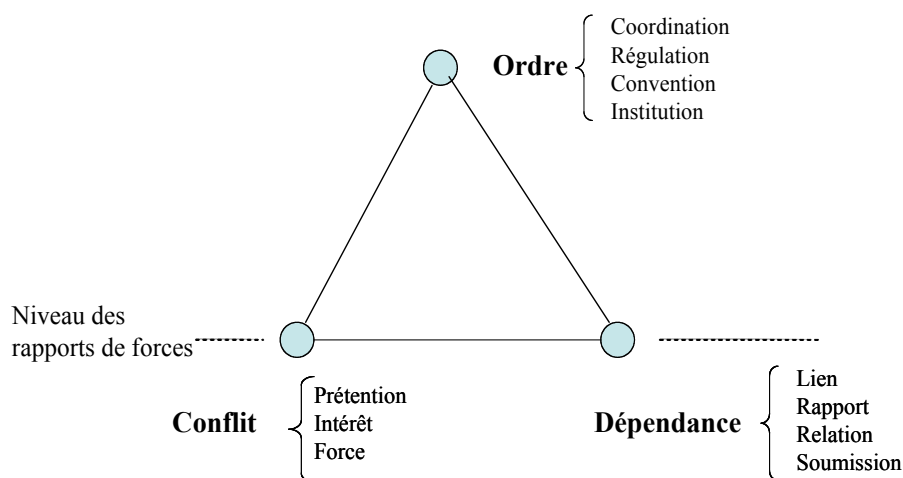 Ordre
Coordination
Régulation
Convention
Institution
Niveau des
rapports de forces
Conflit
Prétention
Intérêt
Force
Dépendance
Lien
Rapport
Relation
Soumission